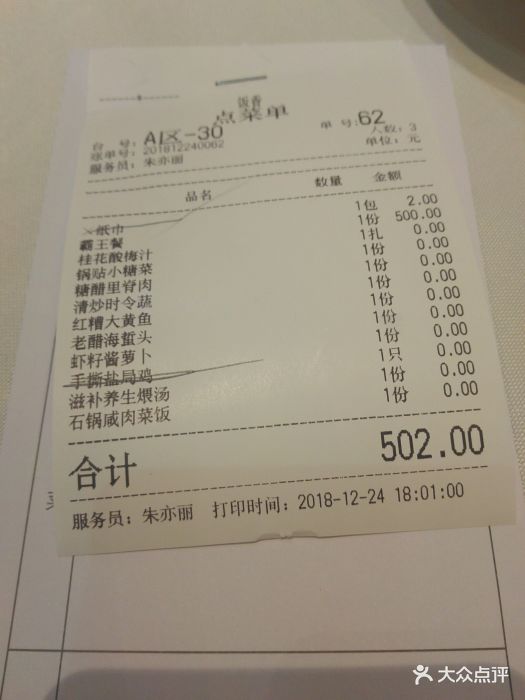 饭香
点菜单
台 号：A区-30 单 号：62
账单号：201812240062 人数：3
服务员：朱亦丽 单位：元
品名 数量 金额
纸巾 1包 2.00
霸王餐 1份 500.00
桂花酸梅汁 1扎 0.00
锅贴小糖菜 1份 0.00
糖醋里脊肉 1份 0.00
清炒时令蔬 1份 0.00
红糟大黄鱼 1份 0.00
老醋海蜇头 1份 0.00
虾籽酱萝卜 1份 0.00
手撕盐局鸡 1只 0.00
滋补养生煨汤 1份 0.00
石锅咸肉菜饭 1份 0.00
合计 502.00
服务员：朱亦丽 打印时间：2018-12-24 18:01:00
大众点评